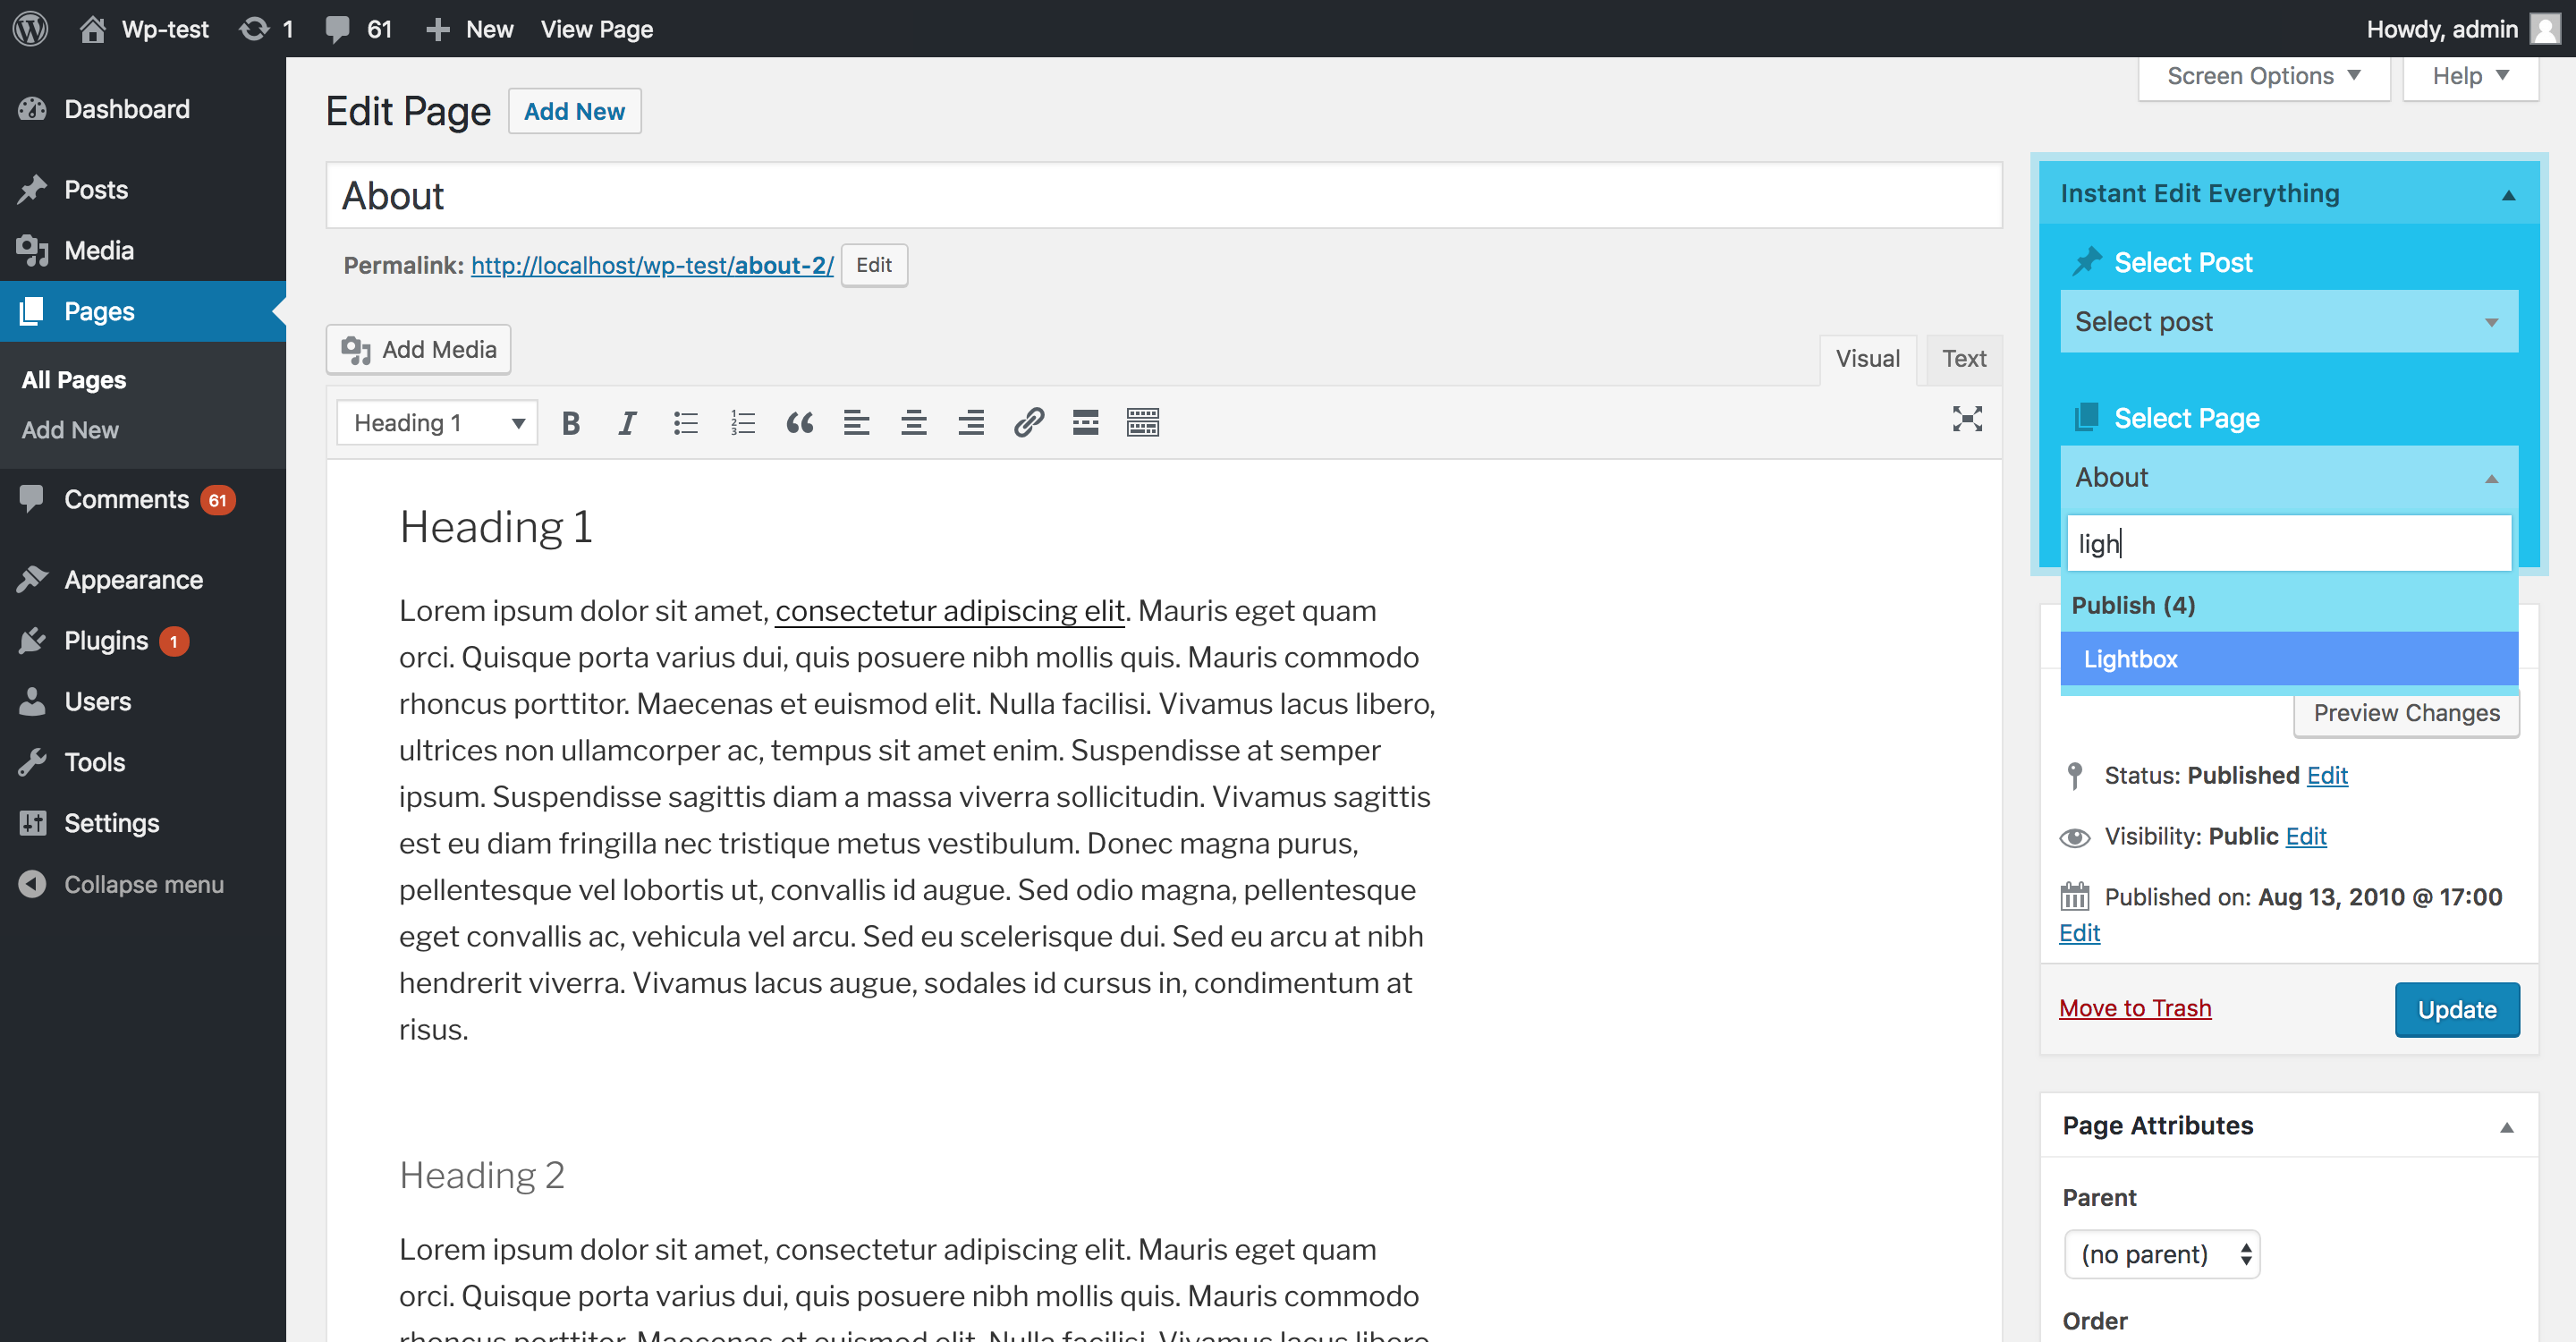 Wp-test 1 61 New View Page Howdy, admin
Screen Options Help
Dashboard
Posts
Media
Pages
All Pages
Add New
Comments 61
Appearance
Plugins 1
Users
Tools
Settings
Collapse menu
Edit Page Add New
About
Permalink: http://localhost/wp-test/about-2/ Edit
Add Media
Visual Text
Heading 1
Heading 1
Lorem ipsum dolor sit amet, consectetur adipiscing elit. Mauris eget quam
orci. Quisque porta varius dui, quis posuere nibh mollis quis. Mauris commodo
rhoncus porttitor. Maecenas et euismod elit. Nulla facilisi. Vivamus lacus libero,
ultrices non ullamcorper ac, tempus sit amet enim. Suspendisse at semper
ipsum. Suspendisse sagittis diam a massa viverra sollicitudin. Vivamus sagittis
est eu diam fringilla nec tristique metus vestibulum. Donec magna purus,
pellentesque vel lobortis ut, convallis id augue. Sed odio magna, pellentesque
eget convallis ac, vehicula vel arcu. Sed eu scelerisque dui. Sed eu arcu at nibh
hendrerit viverra. Vivamus lacus augue, sodales id cursus in, condimentum at
risus.
Heading 2
Lorem ipsum dolor sit amet, consectetur adipiscing elit. Mauris eget quam
orci. Quisque porta varius dui, quis posuere nibh mollis quis. Mauris commodo
rhoncus porttitor. Maecenas et euismod elit. Nulla facilisi. Vivamus lacus libero,
Instant Edit Everything
Select Post
Select post
Select Page
About
ligh
Publish (4)
Lightbox
Preview Changes
Status: Published Edit
Visibility: Public Edit
Published on: Aug 13, 2010 @ 17:00
Edit
Move to Trash Update
Page Attributes
Parent
(no parent)
Order